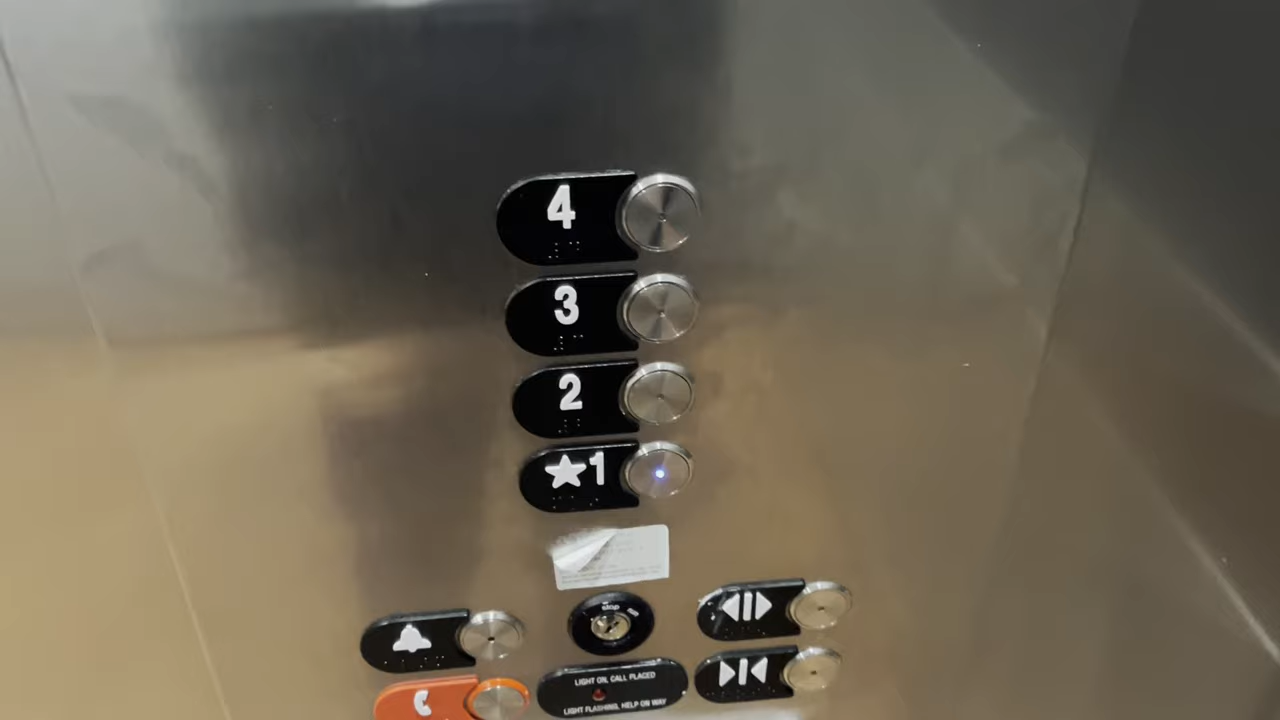 4
3
2
★1
stop
LIGHT ON, CALL PLACED
LIGHT FLASHING, HELP ON WAY